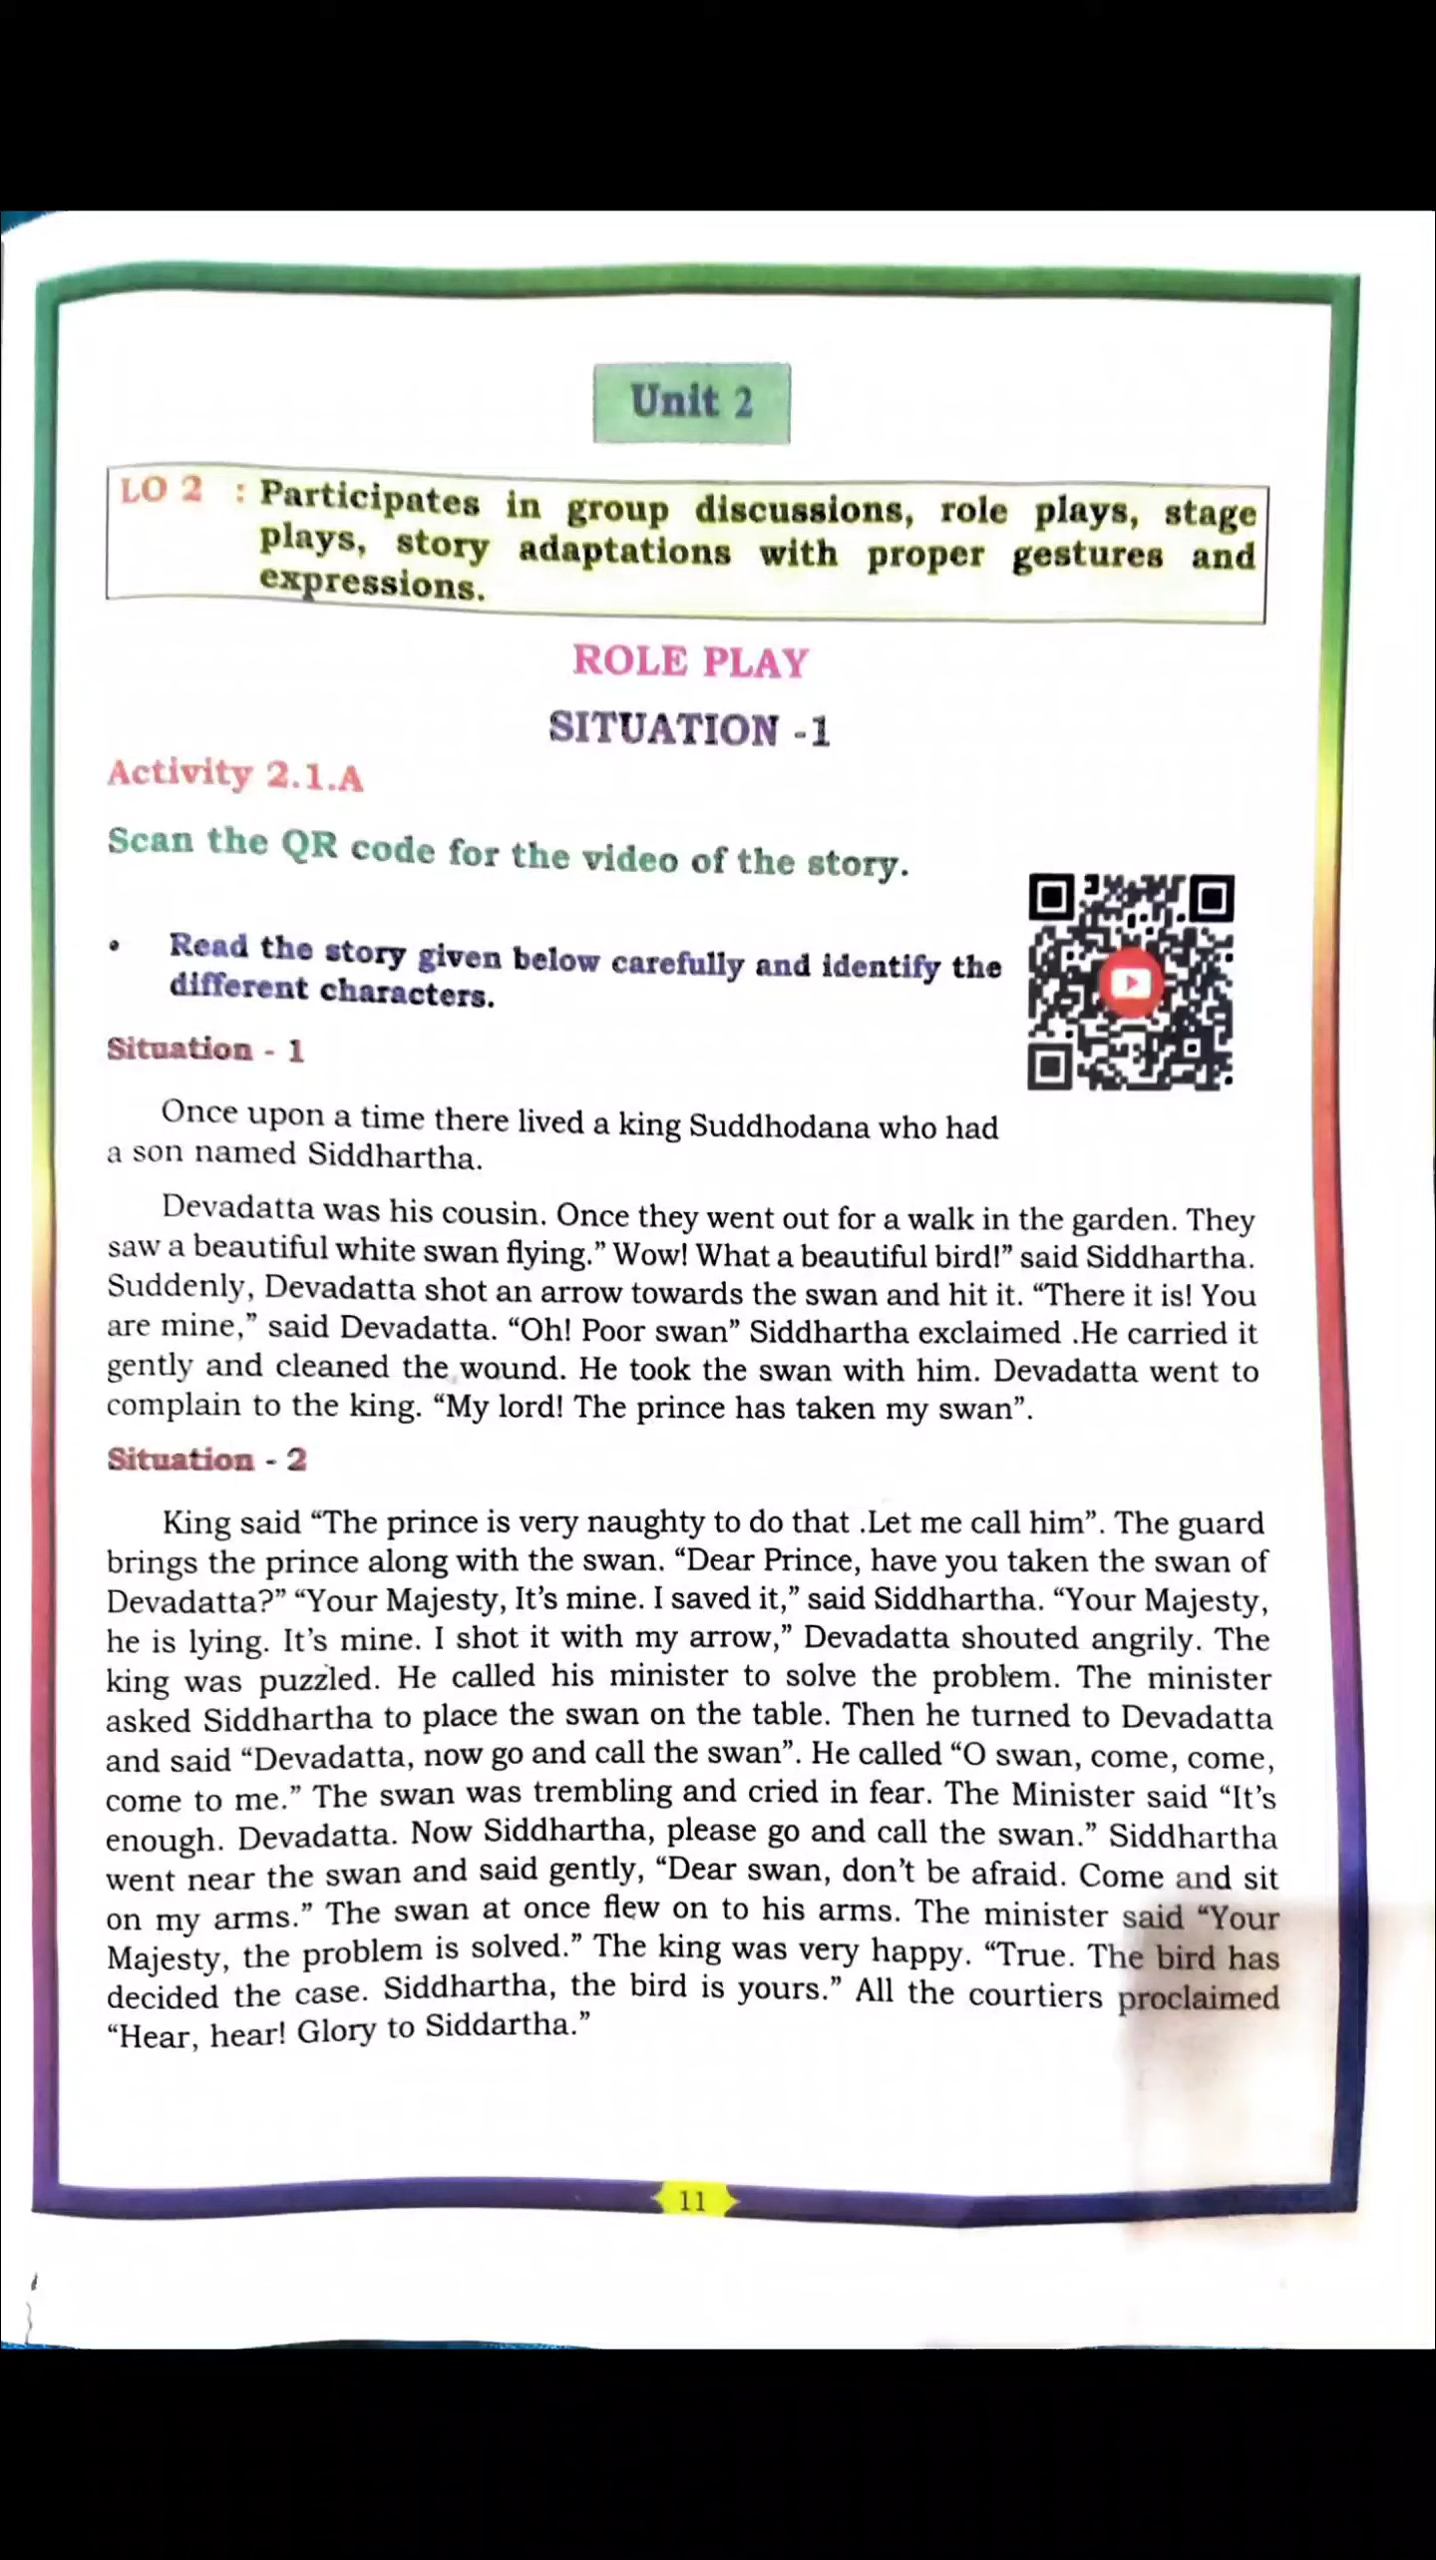 Unit 2
LO 2 : Participates in group discussions, role plays, stage
plays, story adaptations with proper gestures and
expressions.
ROLE PLAY
SITUATION -1
Activity 2.1.A
Scan the QR code for the video of the story.
• Read the story given below carefully and identify the
different characters.
Situation - 1
Once upon a time there lived a king Suddhodana who had
a son named Siddhartha.
Devadatta was his cousin. Once they went out for a walk in the garden. They
saw a beautiful white swan flying.” Wow! What a beautiful bird!” said Siddhartha.
Suddenly, Devadatta shot an arrow towards the swan and hit it. “There it is! You
are mine,” said Devadatta. “Oh! Poor swan” Siddhartha exclaimed .He carried it
gently and cleaned the wound. He took the swan with him. Devadatta went to
complain to the king. “My lord! The prince has taken my swan”.
Situation - 2
King said “The prince is very naughty to do that .Let me call him”. The guard
brings the prince along with the swan. “Dear Prince, have you taken the swan of
Devadatta?” “Your Majesty, It’s mine. I saved it,” said Siddhartha. “Your Majesty,
he is lying. It’s mine. I shot it with my arrow,” Devadatta shouted angrily. The
king was puzzled. He called his minister to solve the problem. The minister
asked Siddhartha to place the swan on the table. Then he turned to Devadatta
and said “Devadatta, now go and call the swan”. He called “O swan, come, come,
come to me.” The swan was trembling and cried in fear. The Minister said “It’s
enough. Devadatta. Now Siddhartha, please go and call the swan.” Siddhartha
went near the swan and said gently, “Dear swan, don’t be afraid. Come and sit
on my arms.” The swan at once flew on to his arms. The minister said “Your
Majesty, the problem is solved.” The king was very happy. “True. The bird has
decided the case. Siddhartha, the bird is yours.” All the courtiers proclaimed
“Hear, hear! Glory to Siddartha.”
11